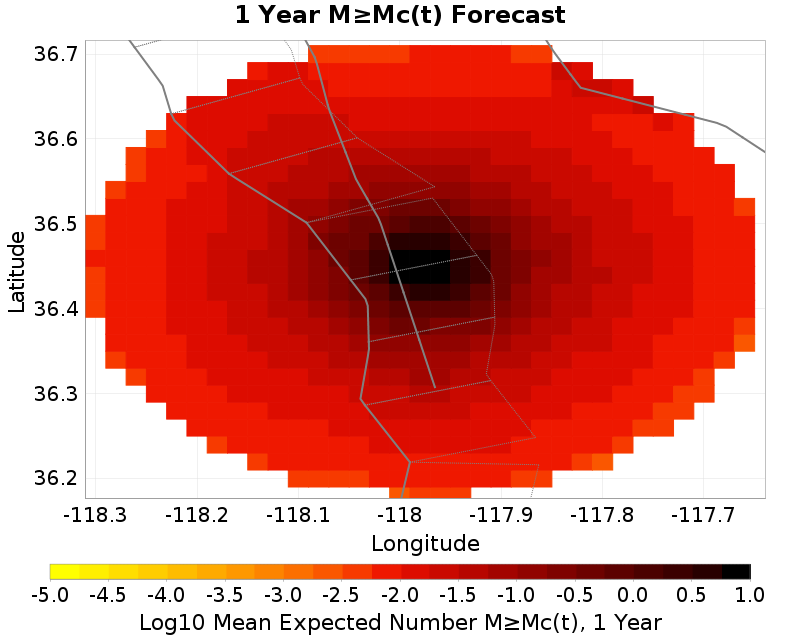 1 Year M≥Mc(t) Forecast
36.7
36.6
36.5
36.4
36.3
36.2
Latitude
-118.3 -118.2 -118.1 -118 -117.9 -117.8 -117.7
Longitude
-5.0 -4.5 -4.0 -3.5 -3.0 -2.5 -2.0 -1.5 -1.0 -0.5 0.0 0.5 1.0
Log10 Mean Expected Number M≥Mc(t), 1 Year